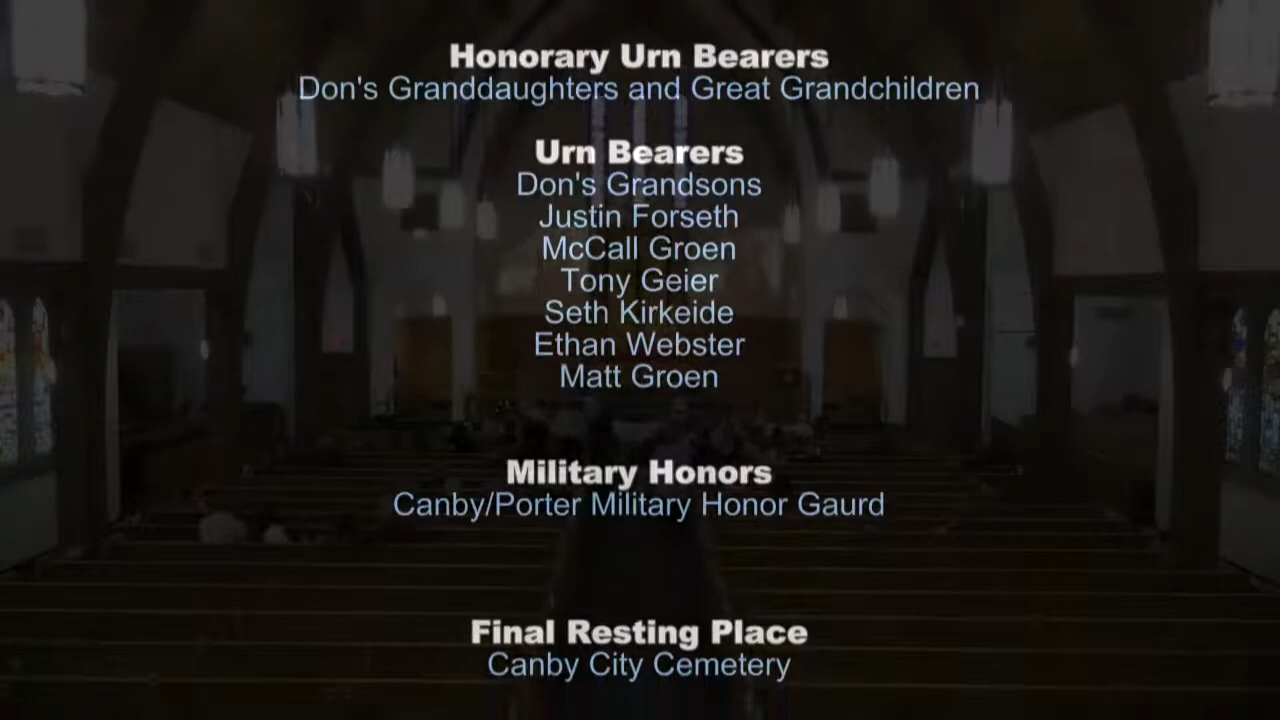 Honorary Urn Bearers
Don's Granddaughters and Great Grandchildren
Urn Bearers
Don's Grandsons
Justin Forseth
McCall Groen
Tony Geier
Seth Kirkeide
Ethan Webster
Matt Groen
Military Honors
Canby/Porter Military Honor Gaurd
Final Resting Place
Canby City Cemetery